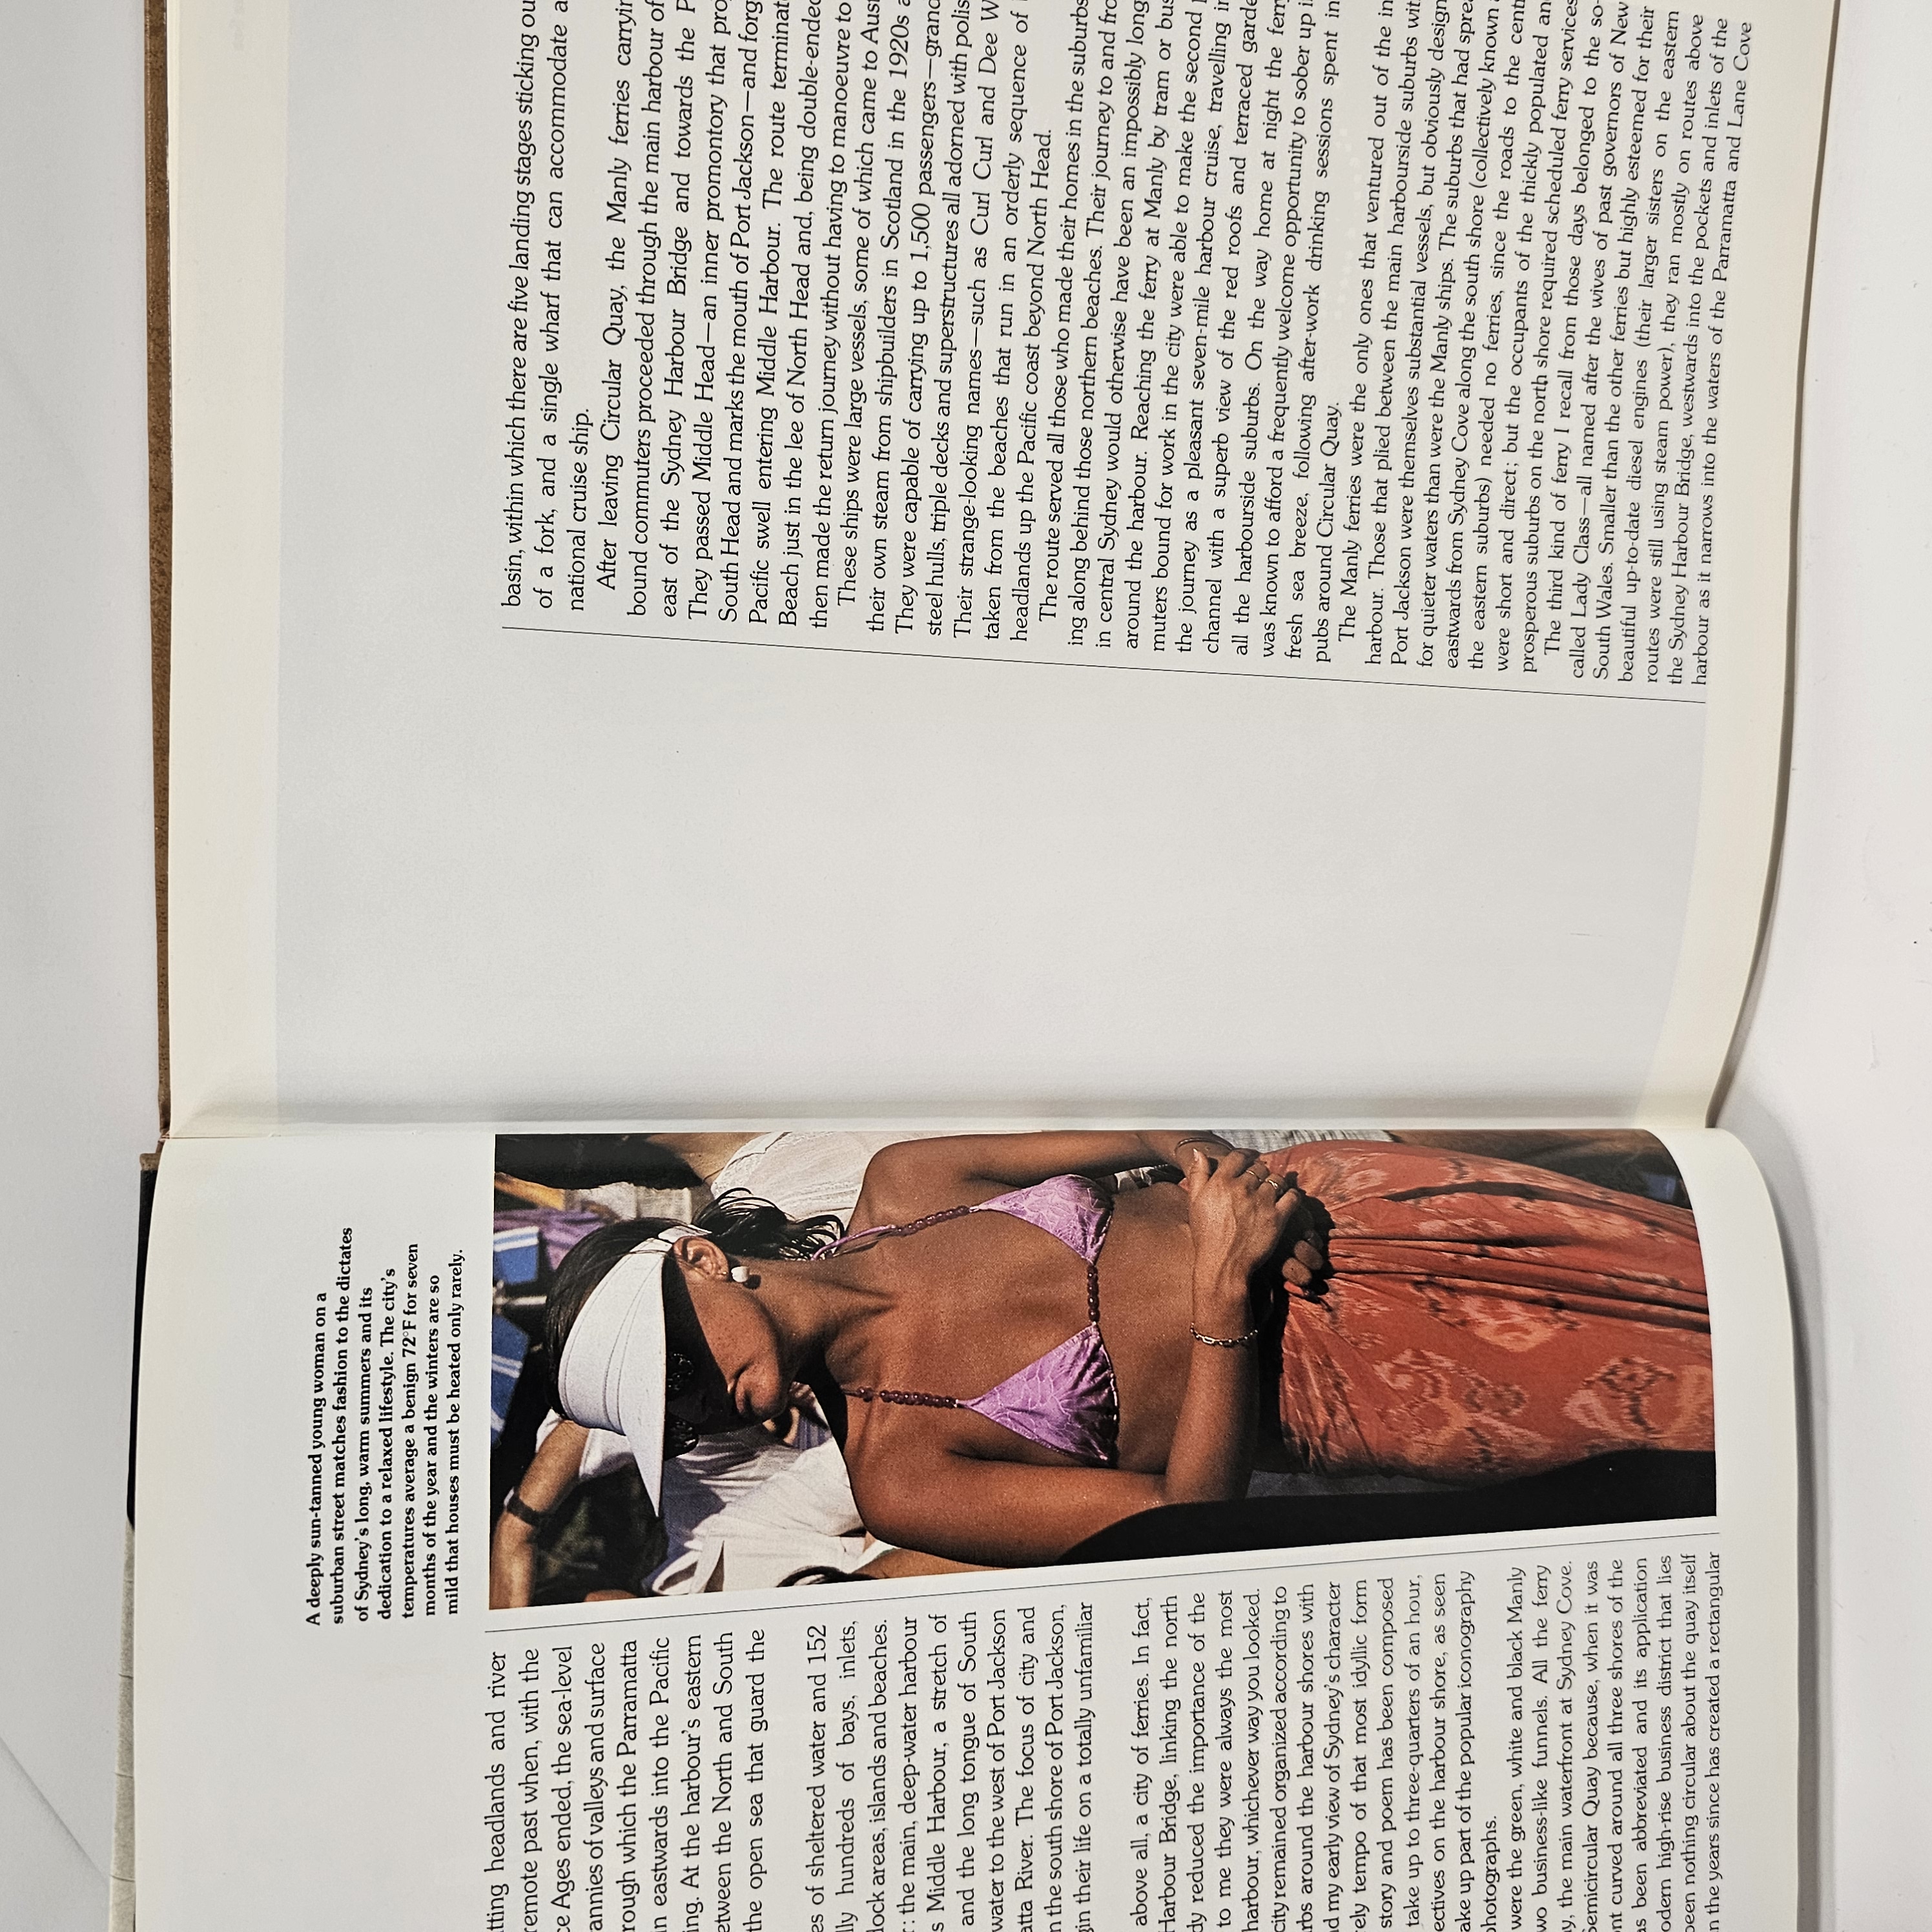 A deeply sun-tanned young woman on a
suburban street matches fashion to the dictates
of Sydney's long, warm summers and its
dedication to a relaxed lifestyle. The city's
temperatures average a benign 72°F for seven
months of the year and the winters are so
mild that houses must be heated only rarely.
headlands and river
remote past when, with the
Ages ended, the sea-level
of valleys and surface
which the Parramatta
eastwards into the Pacific
At the harbour's eastern
between the North and South
the open sea that guard the
of sheltered water and 152
hundreds of bays, inlets,
areas, islands and beaches.
: the main, deep-water harbour
Middle Harbour, a stretch of
and the long tongue of South
water to the west of Port Jackson
River. The focus of city and
the south shore of Port Jackson,
their life on a totally unfamiliar
above all, a city of ferries. In fact,
Harbour Bridge, linking the north
reduced the importance of the
to me they were always the most
harbour, whichever way you looked.
city remained organized according to
around the harbour shores with
my early view of Sydney's character
tempo of that most idyllic form
story and poem has been composed
take up to three-quarters of an hour,
on the harbour shore, as seen
up part of the popular iconography
photographs.
were the green, white and black Manly
two business-like funnels. All the ferry
the main waterfront at Sydney Cove.
Semicircular Quay because, when it was
curved around all three shores of the
been abbreviated and its application
modern high-rise business district that lies
been nothing circular about the quay itself
in the years since has created a rectangular
basin, within which there are five landing stages sticking
of a fork, and a single wharf that can accommodate
national cruise ship.
After leaving Circular Quay, the Manly ferries
bound commuters proceeded through the main harbour of
east of the Sydney Harbour Bridge and towards the
They passed Middle Head—an inner promontory that
South Head and marks the mouth of Port Jackson—and
Pacific swell entering Middle Harbour. The route
Beach just in the lee of North Head and, being double-ended
then made the return journey without having to manoeuvre to
These ships were large vessels, some of which came to
their own steam from shipbuilders in Scotland in the 1920s
They were capable of carrying up to 1,500 passengers—
steel hulls, triple decks and superstructures all adorned with
Their strange-looking names—such as Curl Curl and Dee
taken from the beaches that run in an orderly sequence of
headlands up the Pacific coast beyond North Head.
The route served all those who made their homes in the suburbs
ing along behind those northern beaches. Their journey to and
in central Sydney would otherwise have been an impossibly long
around the harbour. Reaching the ferry at Manly by tram or bus
muters bound for work in the city were able to make the second
the journey as a pleasant seven-mile harbour cruise, travelling
channel with a superb view of the red roofs and terraced
all the harbourside suburbs. On the way home at night the
was known to afford a frequently welcome opportunity to sober up
fresh sea breeze, following after-work drinking sessions spent in
pubs around Circular Quay.
The Manly ferries were the only ones that ventured out of the
harbour. Those that plied between the main harbourside suburbs
Port Jackson were themselves substantial vessels, but obviously
for quieter waters than were the Manly ships. The suburbs that had
eastwards from Sydney Cove along the south shore (collectively known
the eastern suburbs) needed no ferries, since the roads to the
were short and direct; but the occupants of the thickly populated
prosperous suburbs on the north shore required scheduled ferry services
The third kind of ferry I recall from those days belonged to the so-
called Lady Class—all named after the wives of past governors of New
South Wales. Smaller than the other ferries but highly esteemed for their
beautiful up-to-date diesel engines (their larger sisters on the eastern
routes were still using steam power), they ran mostly on routes above
the Sydney Harbour Bridge, westwards into the pockets and inlets of the
harbour as it narrows into the waters of the Parramatta and Lane Cove